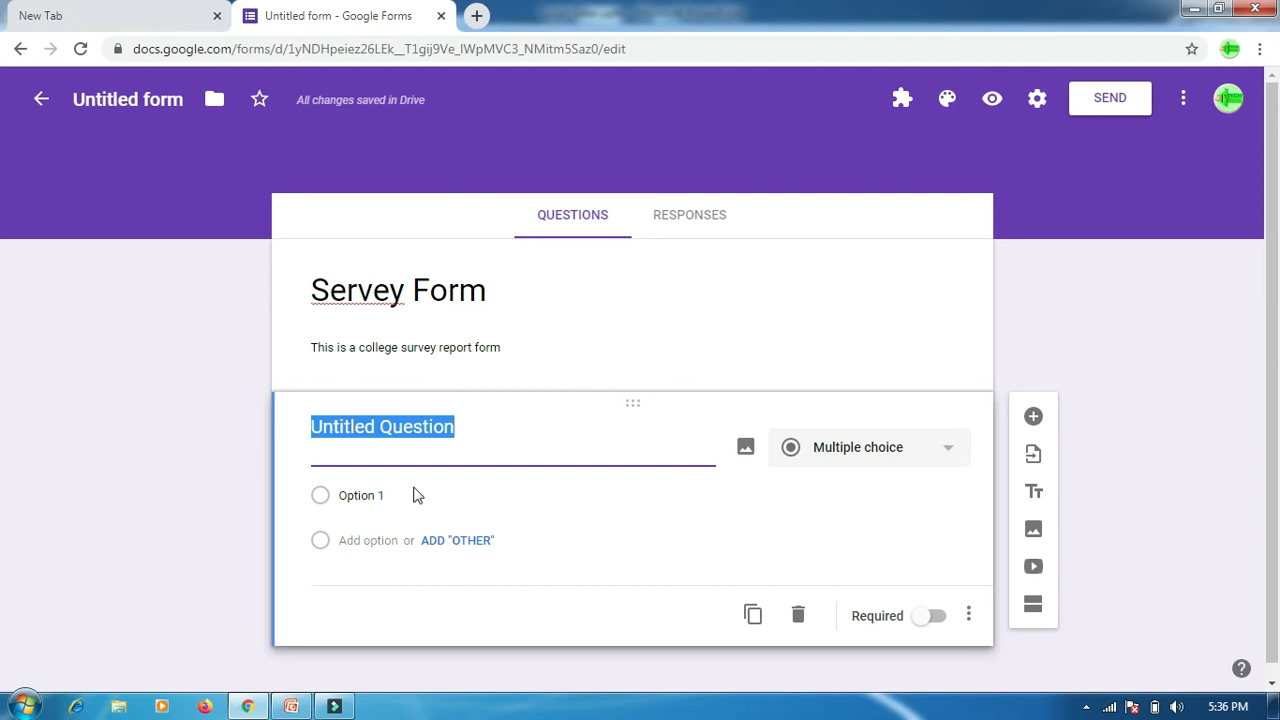 New Tab
Untitled form - Google Forms
docs.google.com/forms/d/1yNDHpeiez26LEk__T1gij9Ve_lWpMVC3_NMitm5Saz0/edit
Untitled form
All changes saved in Drive
SEND
QUESTIONS
RESPONSES
Servey Form
This is a college survey report form
Untitled Question
Multiple choice
Option 1
Add option or ADD "OTHER"
Required
5:36 PM